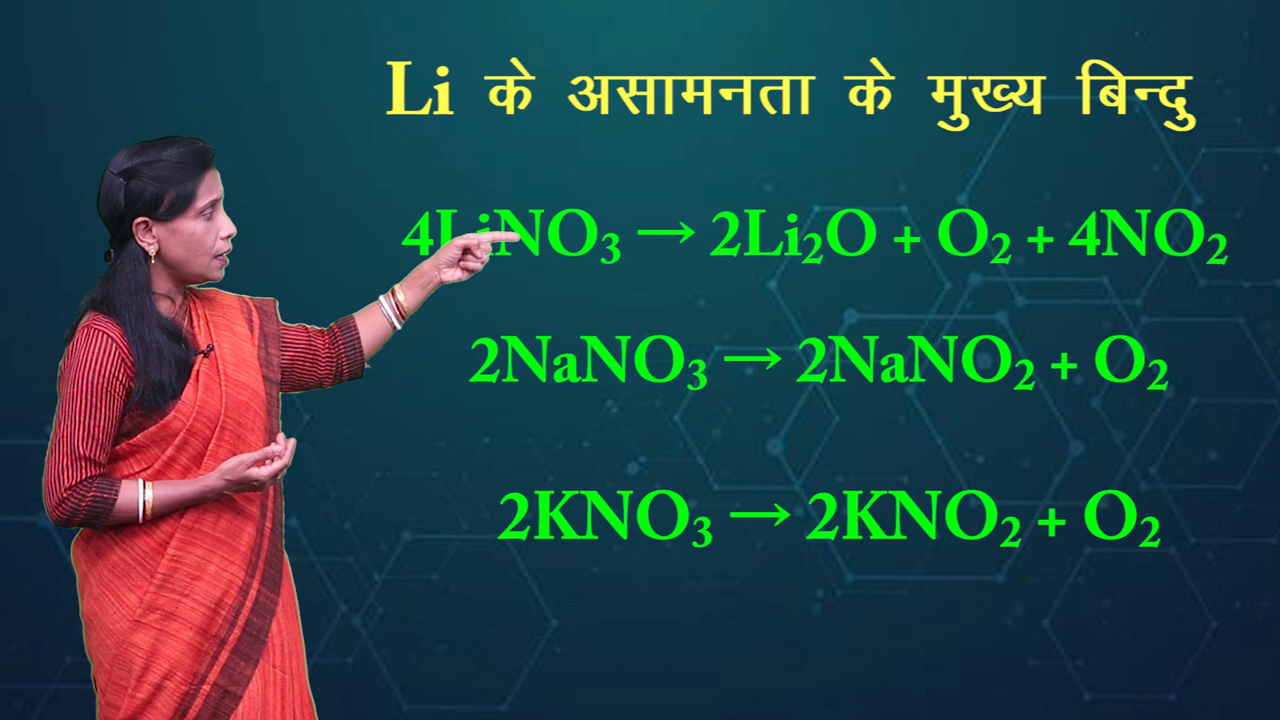 Li के असामनता के मुख्य बिन्दु
4LiNO₃ → 2Li₂O + O₂ + 4NO₂
2NaNO₃ → 2NaNO₂ + O₂
2KNO₃ → 2KNO₂ + O₂